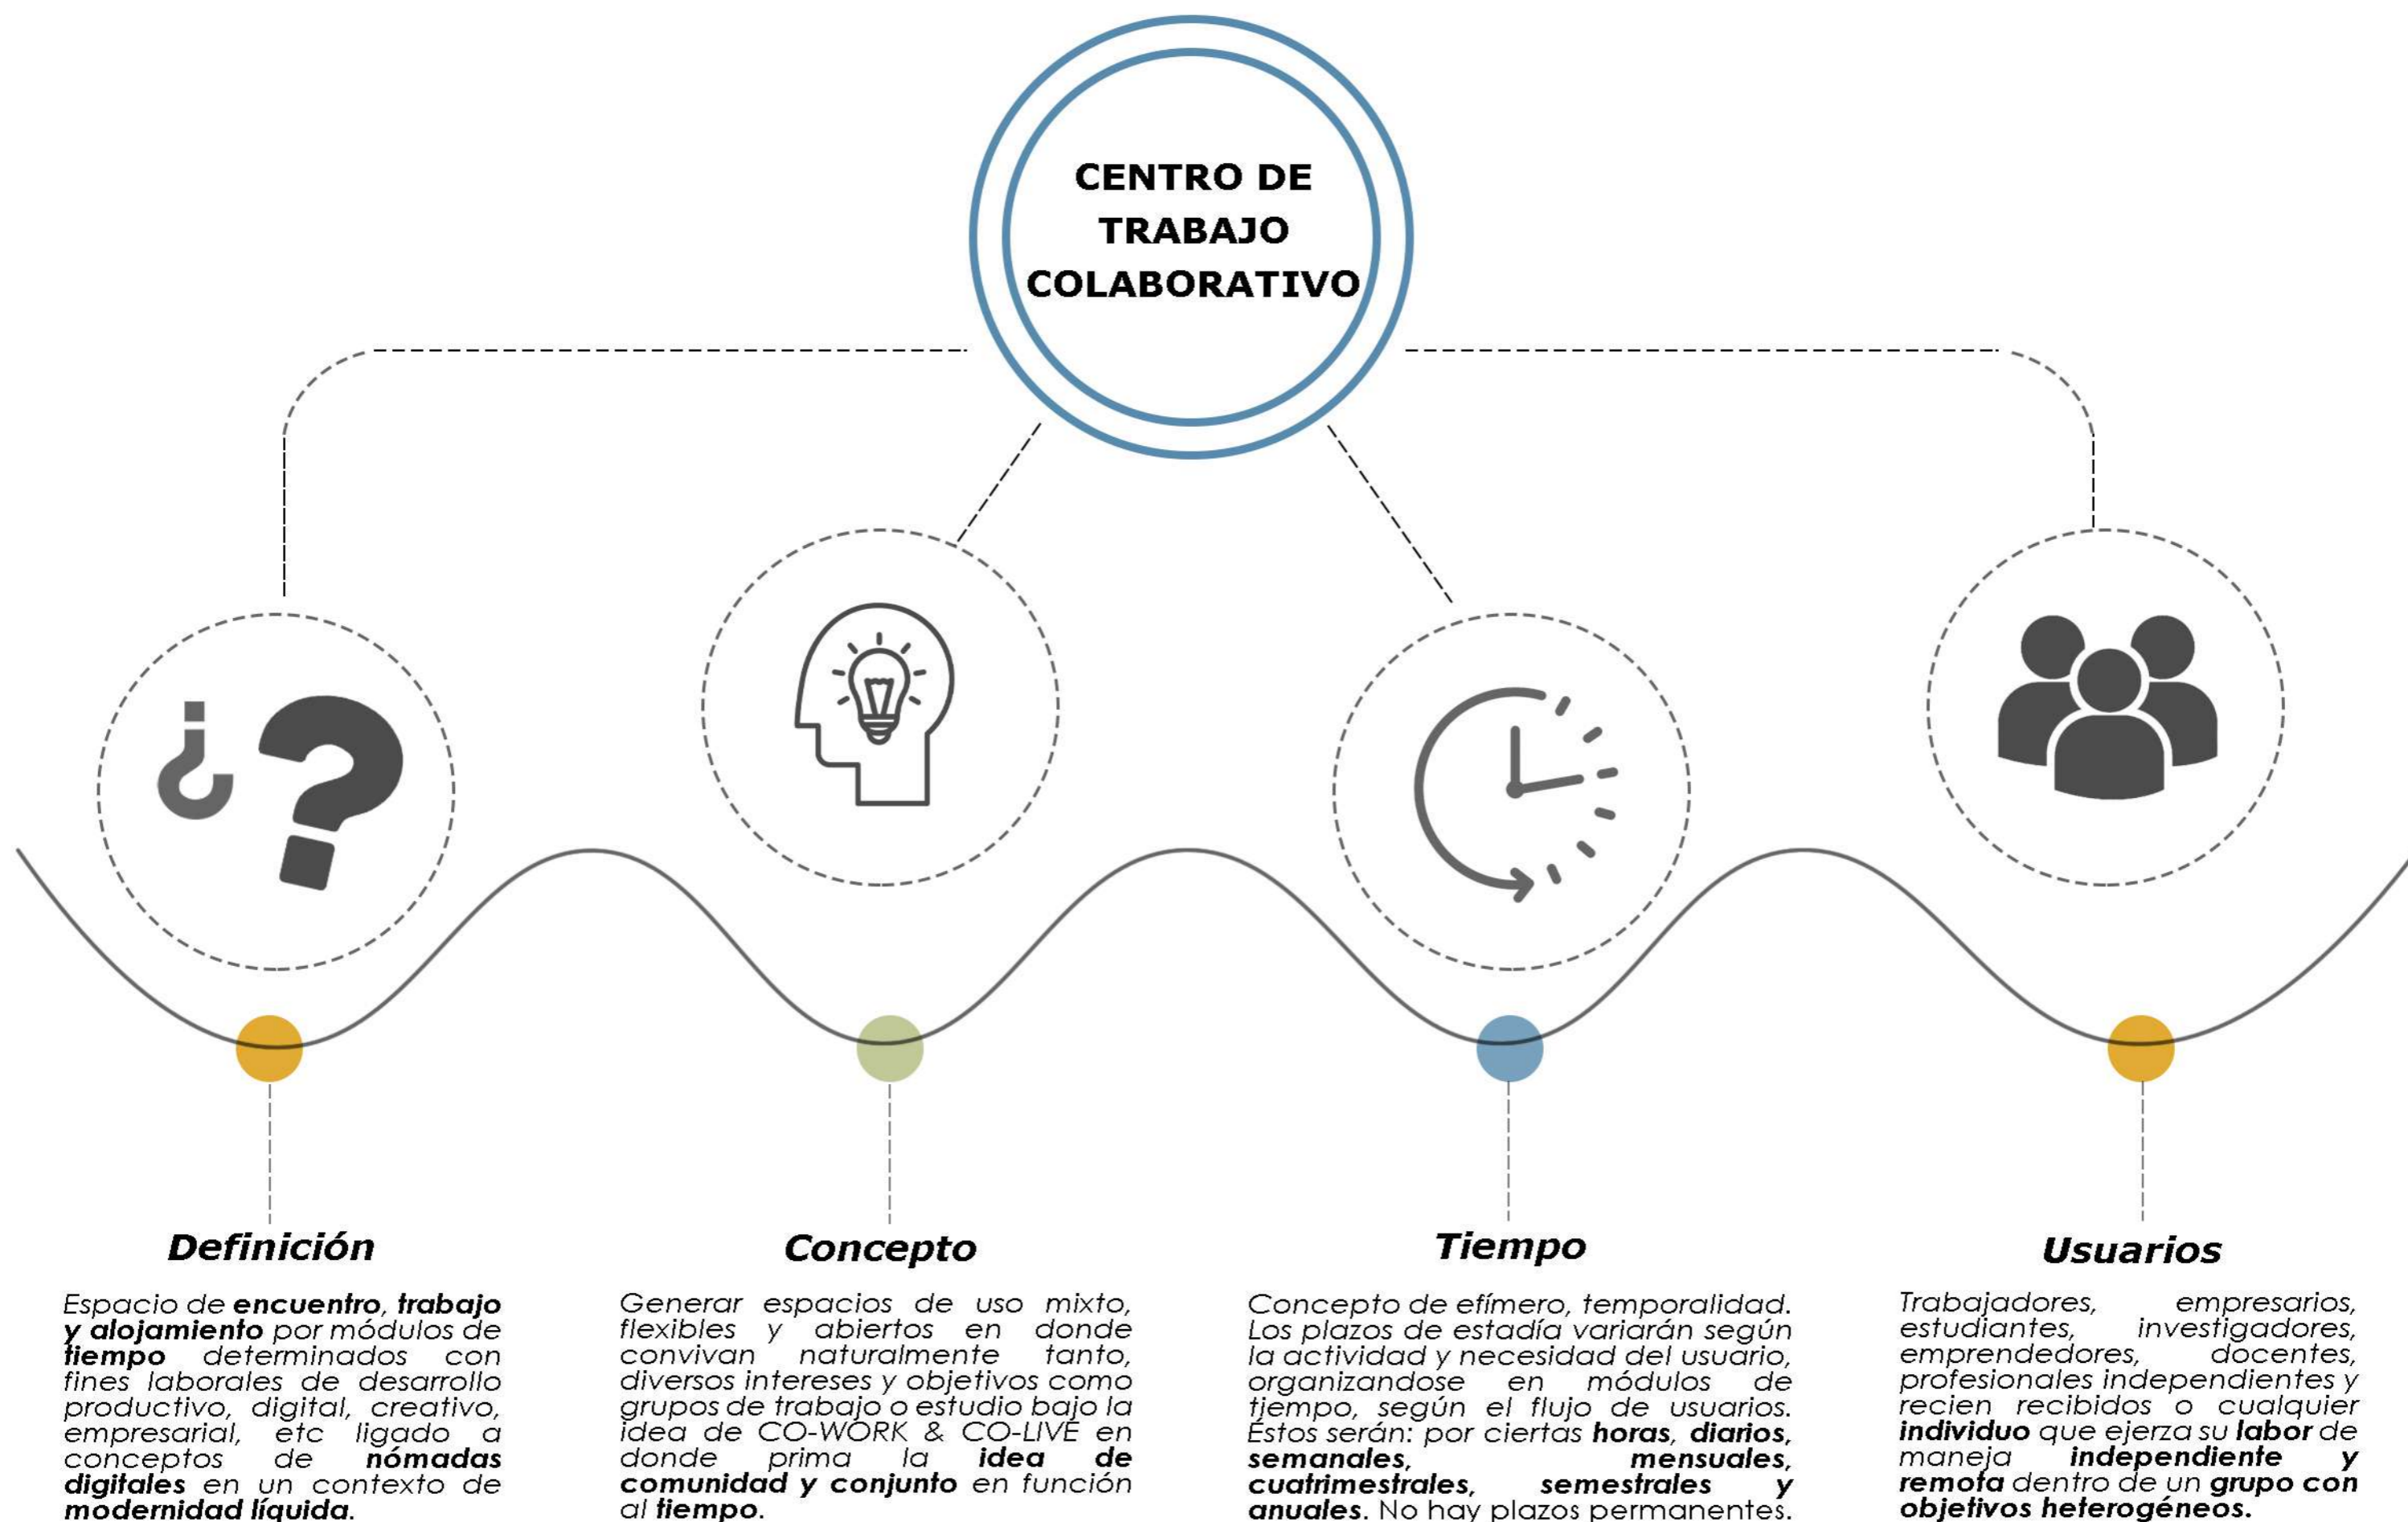 CENTRO DE
TRABAJO
COLABORATIVO
¿?
Definición
Espacio de encuentro, trabajo
y alojamiento por módulos de
tiempo determinados con
fines laborales de desarrollo
productivo, digital, creativo,
empresarial, etc ligado a
conceptos de nómadas
digitales en un contexto de
modernidad líquida.
Concepto
Generar espacios de uso mixto,
flexibles y abiertos en donde
convivan naturalmente tanto,
diversos intereses y objetivos como
grupos de trabajo o estudio bajo la
idea de CO-WORK & CO-LIVE en
donde prima la idea de
comunidad y conjunto en función
al tiempo.
Tiempo
Concepto de efímero, temporalidad.
Los plazos de estadía variarán según
la actividad y necesidad del usuario,
organizandose en módulos de
tiempo, según el flujo de usuarios.
Éstos serán: por ciertas horas, diarios,
semanales, mensuales,
cuatrimestrales, semestrales y
anuales. No hay plazos permanentes.
Usuarios
Trabajadores, empresarios,
estudiantes, investigadores,
emprendedores, docentes,
profesionales independientes y
recien recibidos o cualquier
individuo que ejerza su labor de
maneja independiente y
remota dentro de un grupo con
objetivos heterogéneos.